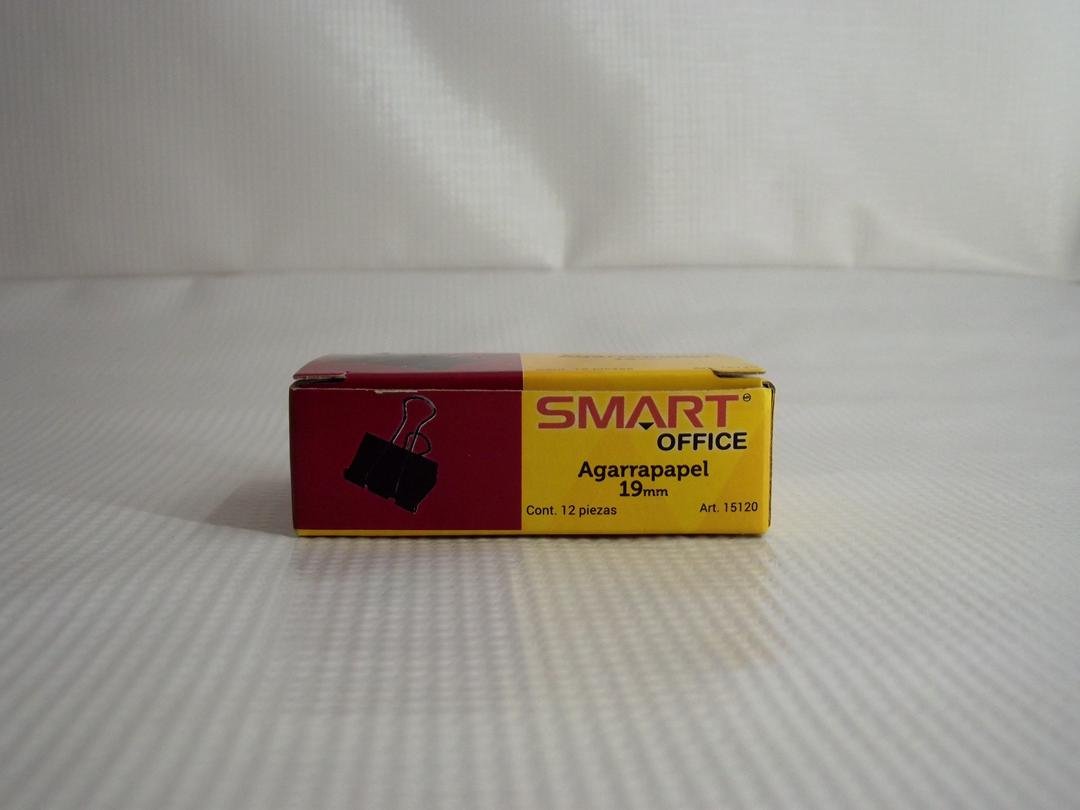 SMART
OFFICE
Agarrapapel
19mm
Cont. 12 piezas
Art. 15120